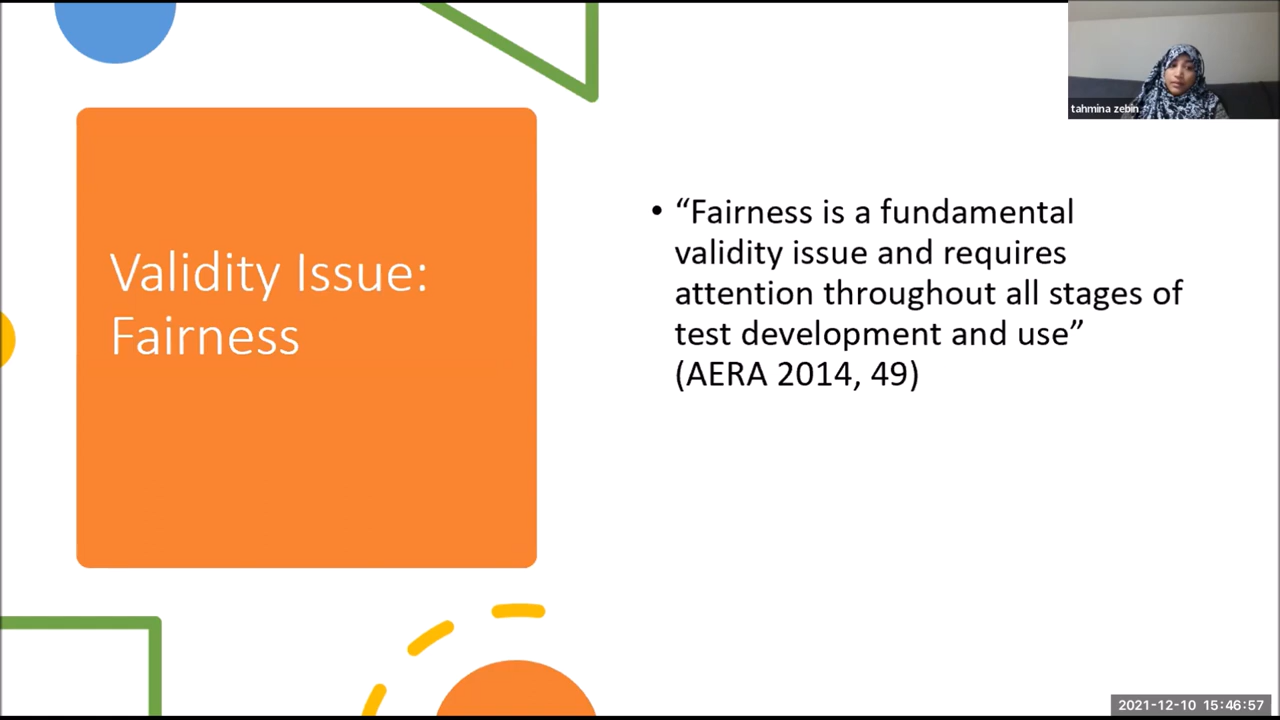 tahmina zebin
Validity Issue:
Fairness
• “Fairness is a fundamental
validity issue and requires
attention throughout all stages of
test development and use”
(AERA 2014, 49)
2021-12-10 15:46:57